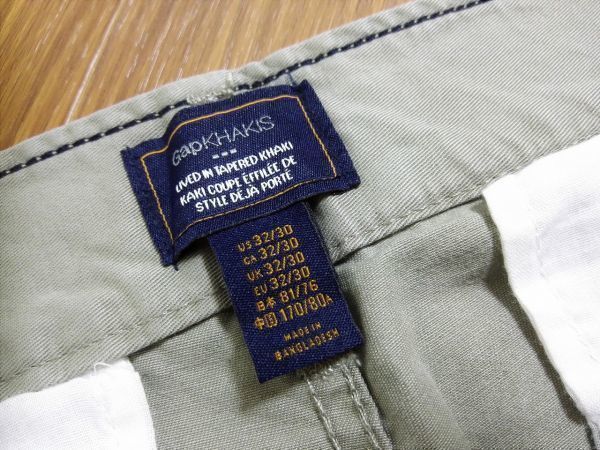 GapKHAKIS
LIVED IN TAPERED KHAKI
KAKI COUPE EFFILÉE DE
STYLE DÉJÀ PORTÉ
US 32/30
CA 32/30
UK 32/30
EU 32/30
日本 81/76
中国 170/80A
MADE IN
BANGLADESH